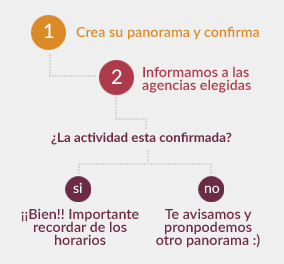 1 Crea su panorama y confirma
2 Informamos a las
agencias elegidas
¿La actividad esta confirmada?
si
¡¡Bien!! Importante
recordar de los
horarios
no
Te avisamos y
pronpodemos
otro panorama :)